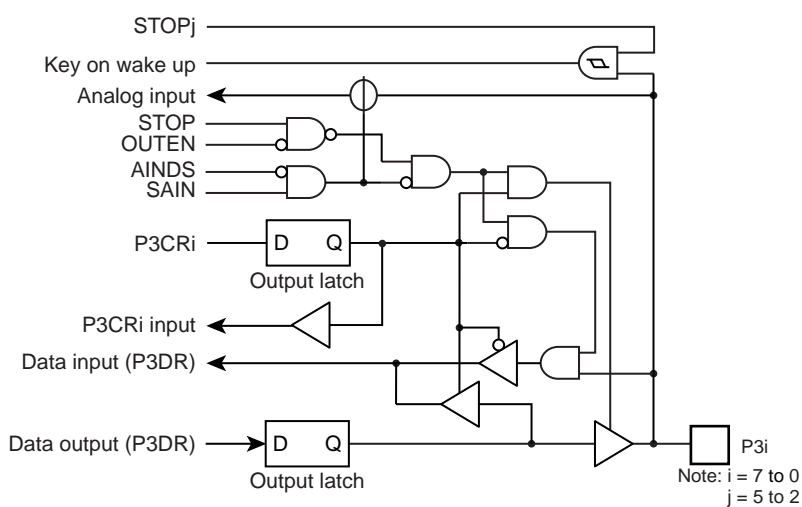 STOPj
Key on wake up
Analog input
STOP
OUTEN
AINDS
SAIN
P3CRi
D Q
Output latch
P3CRi input
Data input (P3DR)
Data output (P3DR)
D Q
Output latch
P3i
Note: i = 7 to 0
j = 5 to 2